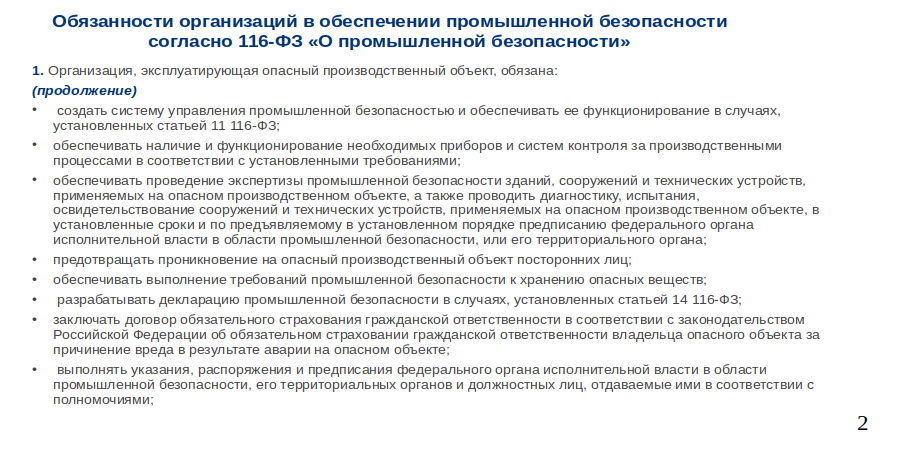 Обязанности организаций в обеспечении промышленной безопасности
согласно 116-ФЗ «О промышленной безопасности»
1. Организация, эксплуатирующая опасный производственный объект, обязана:
(продолжение)
• создать систему управления промышленной безопасностью и обеспечивать ее функционирование в случаях,
установленных статьей 11 116-ФЗ;
• обеспечивать наличие и функционирование необходимых приборов и систем контроля за производственными
процессами в соответствии с установленными требованиями;
• обеспечивать проведение экспертизы промышленной безопасности зданий, сооружений и технических устройств,
применяемых на опасном производственном объекте, а также проводить диагностику, испытания,
освидетельствование сооружений и технических устройств, применяемых на опасном производственном объекте, в
установленные сроки и по предъявляемому в установленном порядке предписанию федерального органа
исполнительной власти в области промышленной безопасности, или его территориального органа;
• предотвращать проникновение на опасный производственный объект посторонних лиц;
• обеспечивать выполнение требований промышленной безопасности к хранению опасных веществ;
• разрабатывать декларацию промышленной безопасности в случаях, установленных статьей 14 116-ФЗ;
• заключать договор обязательного страхования гражданской ответственности в соответствии с законодательством
Российской Федерации об обязательном страховании гражданской ответственности владельца опасного объекта за
причинение вреда в результате аварии на опасном объекте;
• выполнять указания, распоряжения и предписания федерального органа исполнительной власти в области
промышленной безопасности, его территориальных органов и должностных лиц, отдаваемые ими в соответствии с
полномочиями;
2